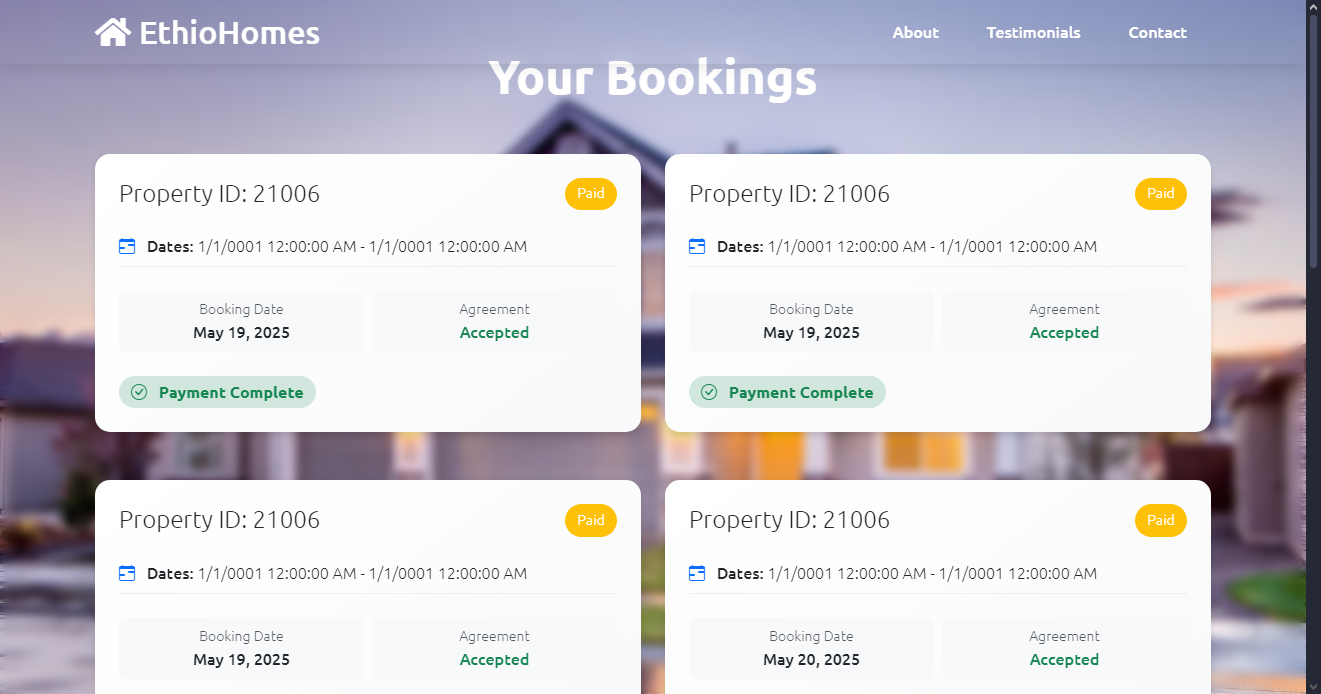 EthioHomes
About Testimonials Contact
Your Bookings
Property ID: 21006
Paid
Dates: 1/1/0001 12:00:00 AM - 1/1/0001 12:00:00 AM
Booking Date
May 19, 2025
Agreement
Accepted
Payment Complete
Property ID: 21006
Paid
Dates: 1/1/0001 12:00:00 AM - 1/1/0001 12:00:00 AM
Booking Date
May 19, 2025
Agreement
Accepted
Payment Complete
Property ID: 21006
Paid
Dates: 1/1/0001 12:00:00 AM - 1/1/0001 12:00:00 AM
Booking Date
May 19, 2025
Agreement
Accepted
Property ID: 21006
Paid
Dates: 1/1/0001 12:00:00 AM - 1/1/0001 12:00:00 AM
Booking Date
May 20, 2025
Agreement
Accepted